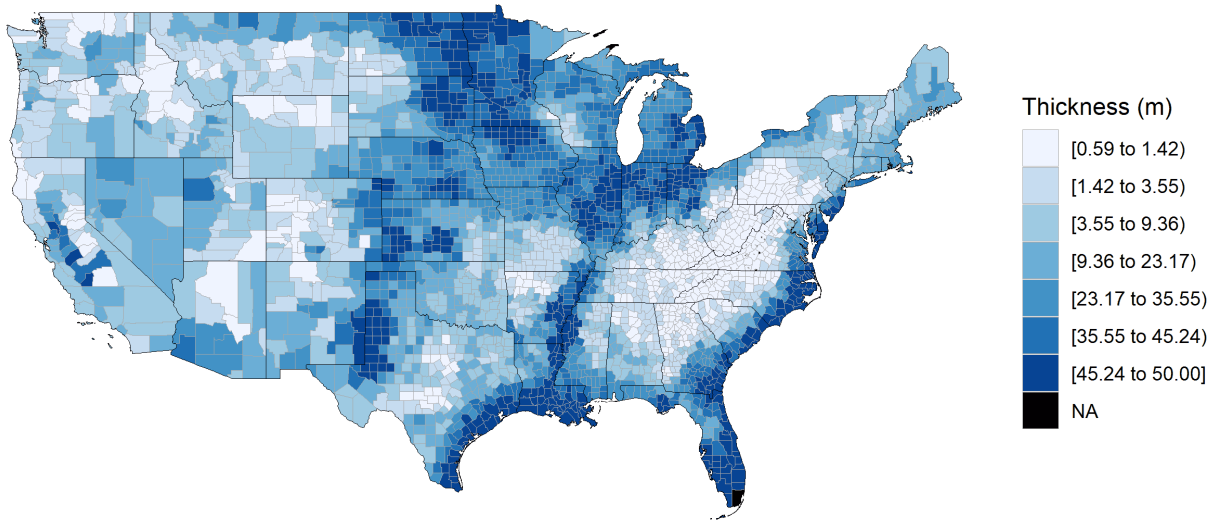 Thickness (m)
[0.59 to 1.42)
[1.42 to 3.55)
[3.55 to 9.36)
[9.36 to 23.17)
[23.17 to 35.55)
[35.55 to 45.24)
[45.24 to 50.00]
NA